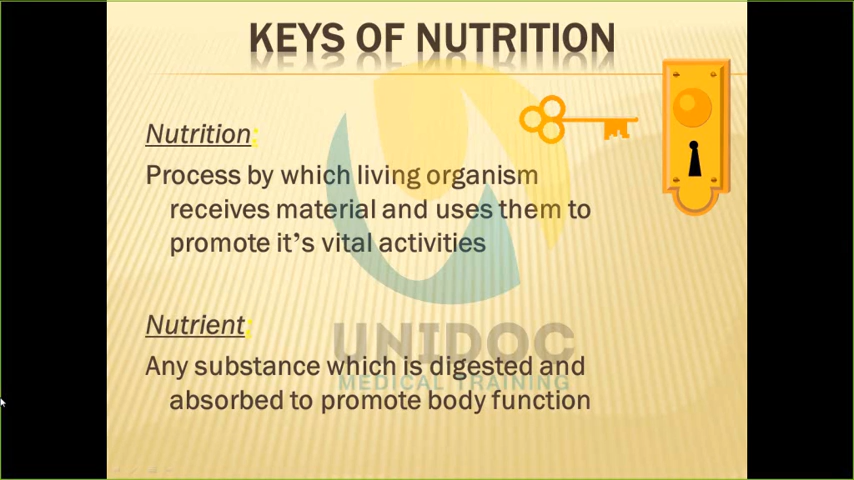 KEYS OF NUTRITION
Nutrition:
Process by which living organism
receives material and uses them to
promote it’s vital activities
Nutrient:
Any substance which is digested and
absorbed to promote body function
UNIDOC
MEDICAL TRAINING